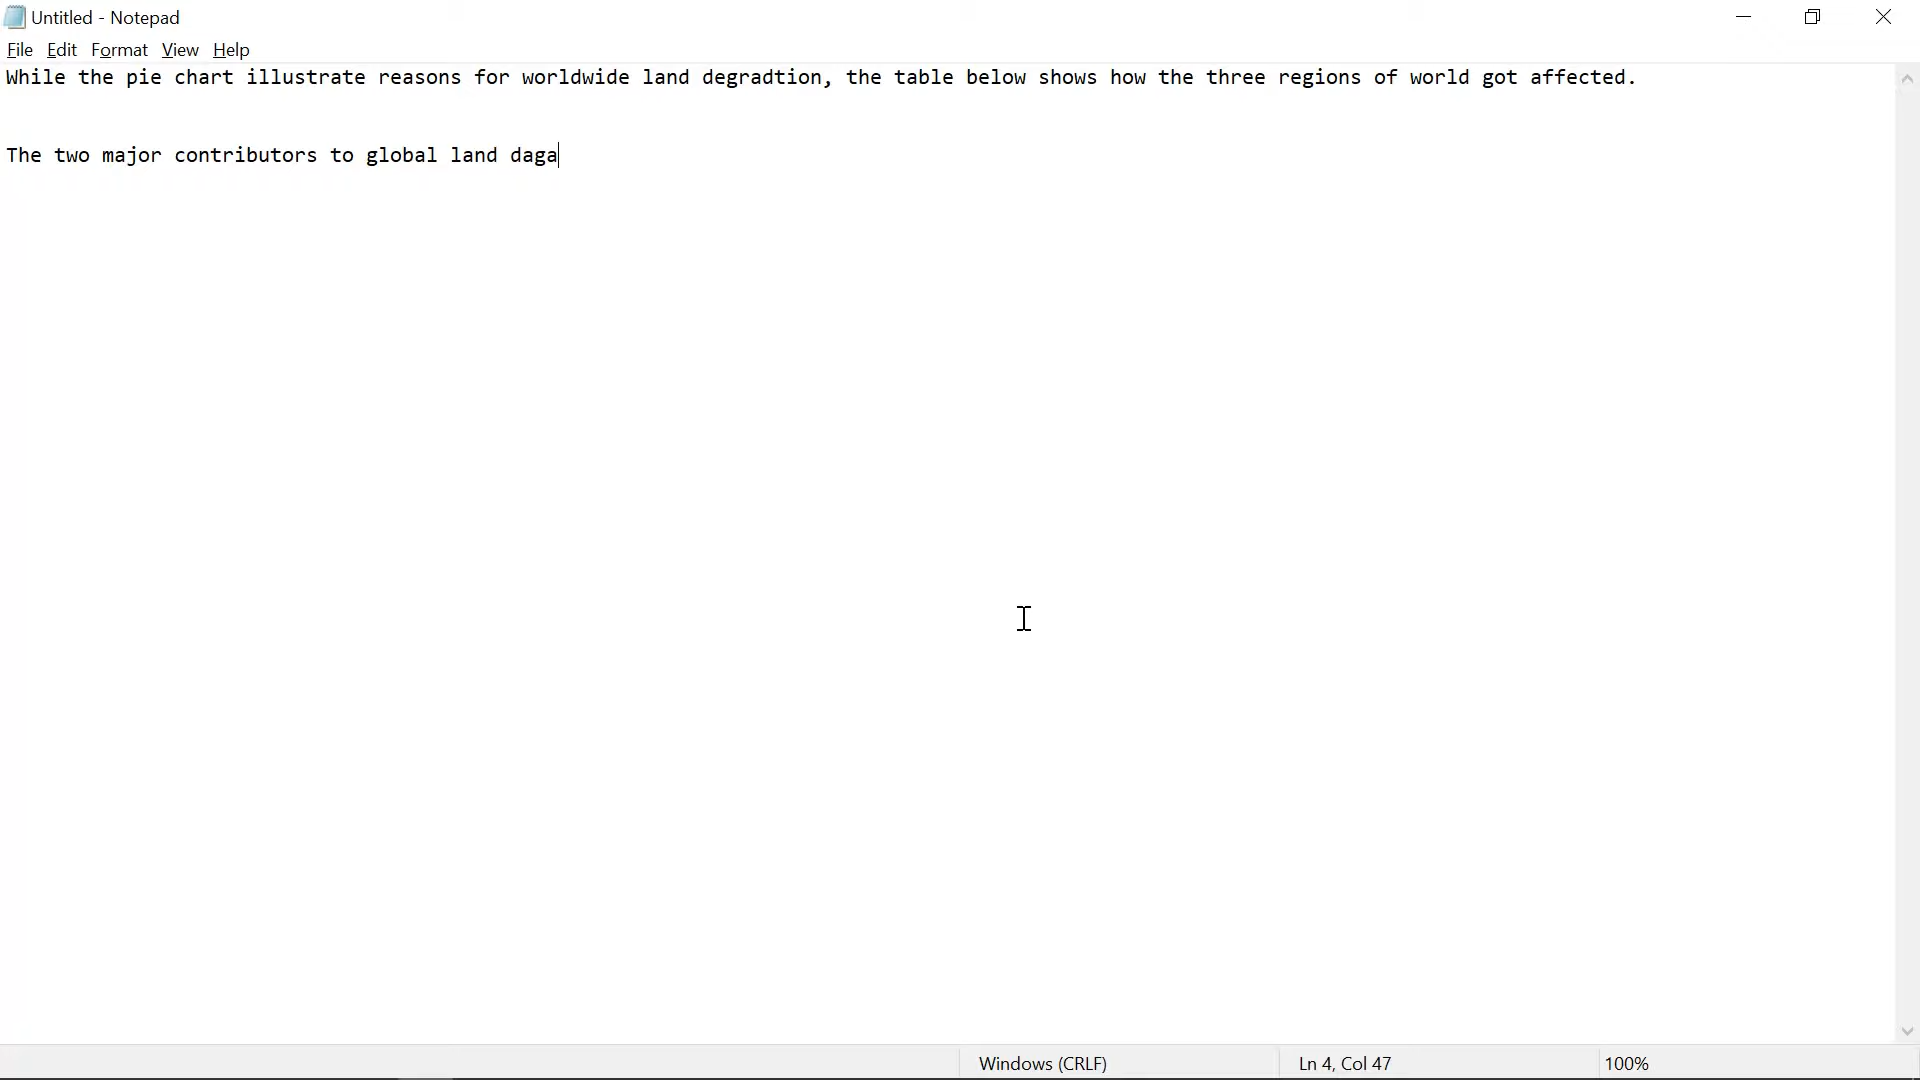 Untitled - Notepad
File Edit Format View Help
While the pie chart illustrate reasons for worldwide land degradtion, the table below shows how the three regions of world got affected.
The two major contributors to global land daga
Windows (CRLF) Ln 4, Col 47 100%